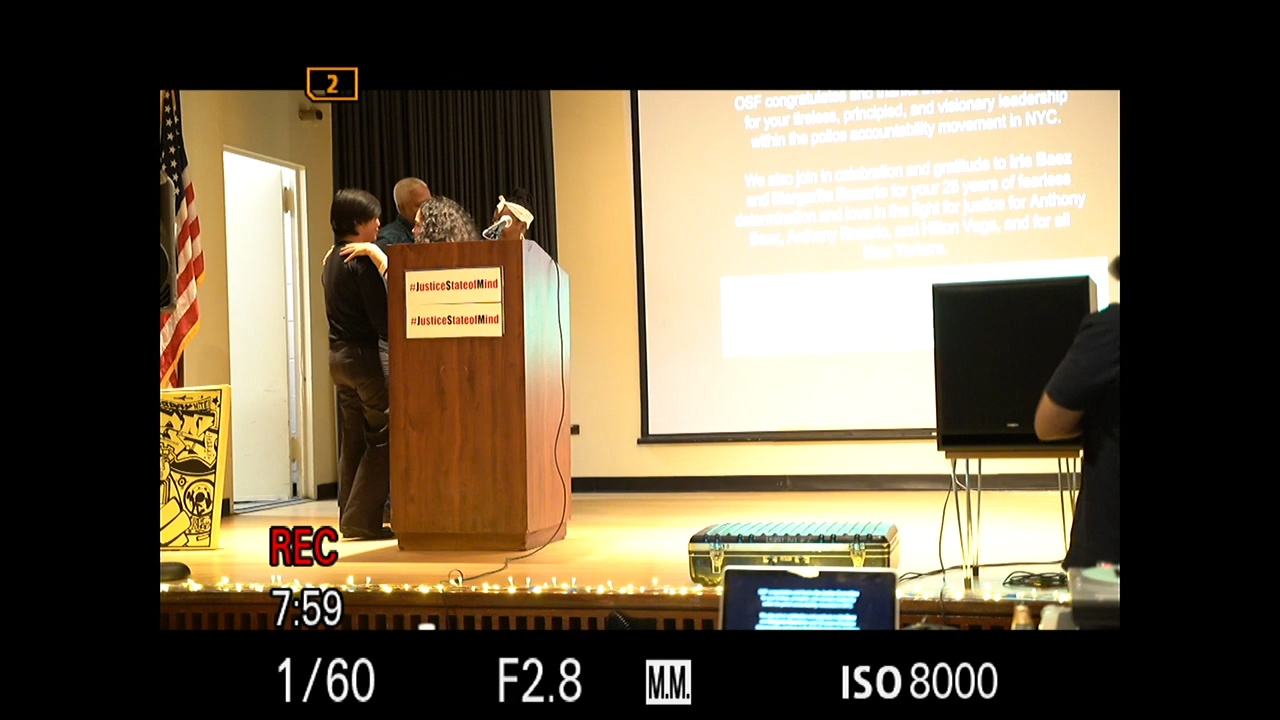 2
OSF congratulates and thanks
for your tireless, principled, and visionary leadership
within the police accountability movement in NYC.
We also join in celebration and gratitude to Iris Baez
and Margarita Rosario for your 25 years of fearless
determination and love in the fight for justice for Anthony
Baez, Anthony Rosario, and Hilton Vega, and for all
New Yorkers.
#JusticeStateofMind
#JusticeStateofMind
REC
7:59
1/60 F2.8 M.M. ISO 8000